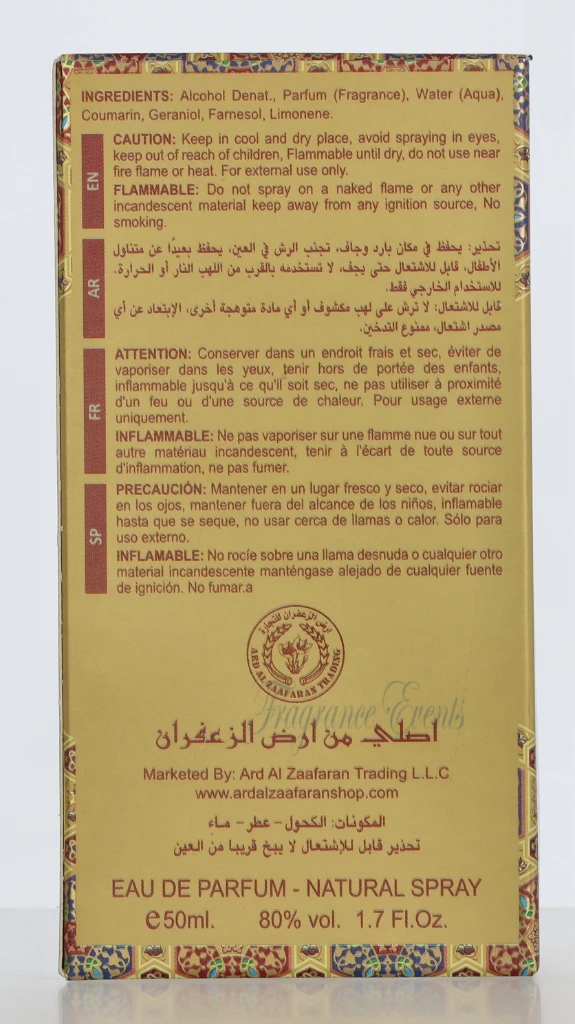 INGREDIENTS: Alcohol Denat., Parfum (Fragrance), Water (Aqua),
Coumarin, Geraniol, Farnesol, Limonene.
EN
CAUTION: Keep in cool and dry place, avoid spraying in eyes,
keep out of reach of children, Flammable until dry, do not use near
fire flame or heat. For external use only.
FLAMMABLE: Do not spray on a naked flame or any other
incandescent material keep away from any ignition source, No
smoking.
AR
تحذير: يحفظ في مكان بارد وجاف، تجنب الرش في العين، يحفظ بعيدًا عن متناول
الأطفال، قابل للاشتعال حتى يجف، لا تستخدمه بالقرب من اللهب النار أو الحرارة.
للاستخدام الخارجي فقط.
قابل للاشتعال: لا ترش على لهب مكشوف أو أي مادة متوهجة أخرى، الإبتعاد عن أي
مصدر اشتعال، ممنوع التدخين.
FR
ATTENTION: Conserver dans un endroit frais et sec, éviter de
vaporiser dans les yeux, tenir hors de portée des enfants,
inflammable jusqu'à ce qu'il soit sec, ne pas utiliser à proximité
d'un feu ou d'une source de chaleur. Pour usage externe
uniquement.
INFLAMMABLE: Ne pas vaporiser sur une flamme nue ou sur tout
autre matériau incandescent, tenir à l'écart de toute source
d'inflammation, ne pas fumer.
SP
PRECAUCIÓN: Mantener en un lugar fresco y seco, evitar rociar
en los ojos, mantener fuera del alcance de los niños, inflamable
hasta que se seque, no usar cerca de llamas o calor. Sólo para
uso externo.
INFLAMABLE: No rocíe sobre una llama desnuda o cualquier otro
material incandescente manténgase alejado de cualquier fuente
de ignición. No fumar.a
ارض الزعفران للتجارة
ARD AL ZAAFARAN TRADING
Fragrance Events
اصلي من ارض الزعفران
Marketed By: Ard Al Zaafaran Trading L.L.C
www.ardalzaafaranshop.com
المكونات: الكحول - عطر - ماء
تحذير قابل للإشتعال لا يبخ قريبا من العين
EAU DE PARFUM - NATURAL SPRAY
e50ml. 80% vol. 1.7 Fl.Oz.